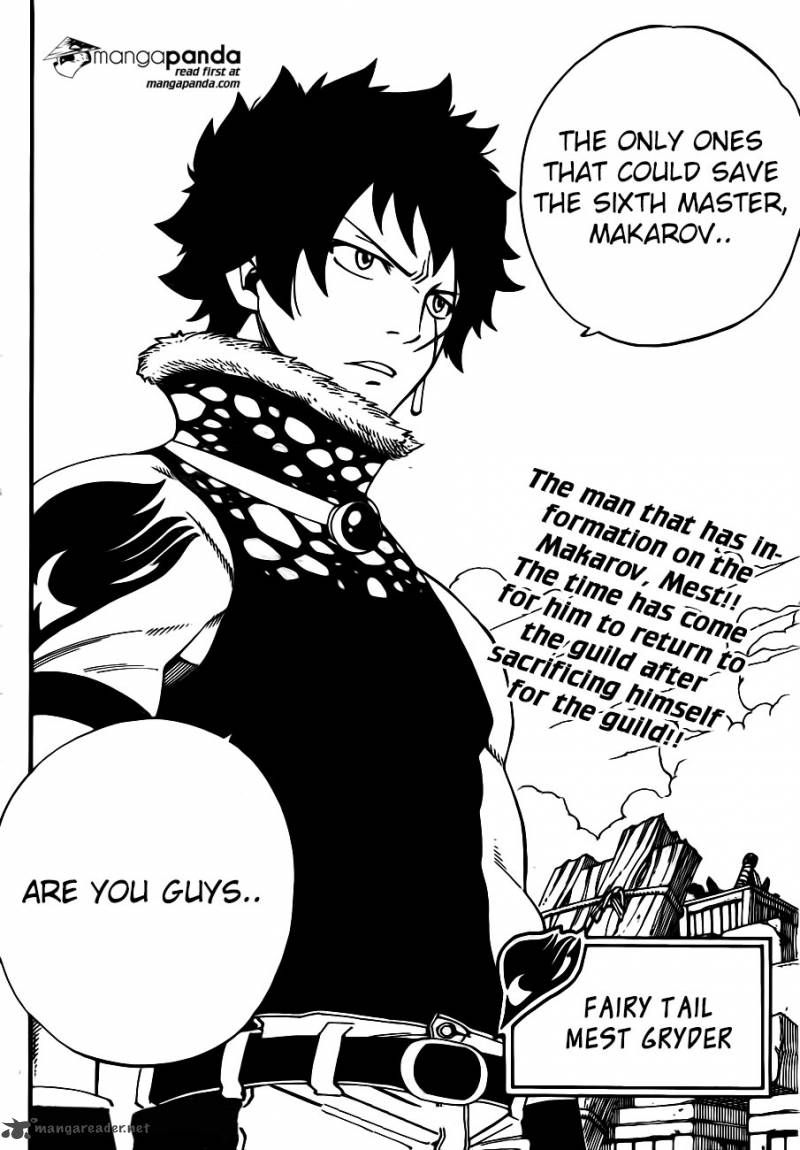 mangapanda
read first at
mangapanda.com
THE ONLY ONES
THAT COULD SAVE
THE SIXTH MASTER,
MAKAROV..
The man that has in-
formation on the
Makarov, Mest!!
The time has come
for him to return to
the guild after
sacrificing himself
for the guild!!
ARE YOU GUYS..
FAIRY TAIL
MEST GRYDER
mangareader.net